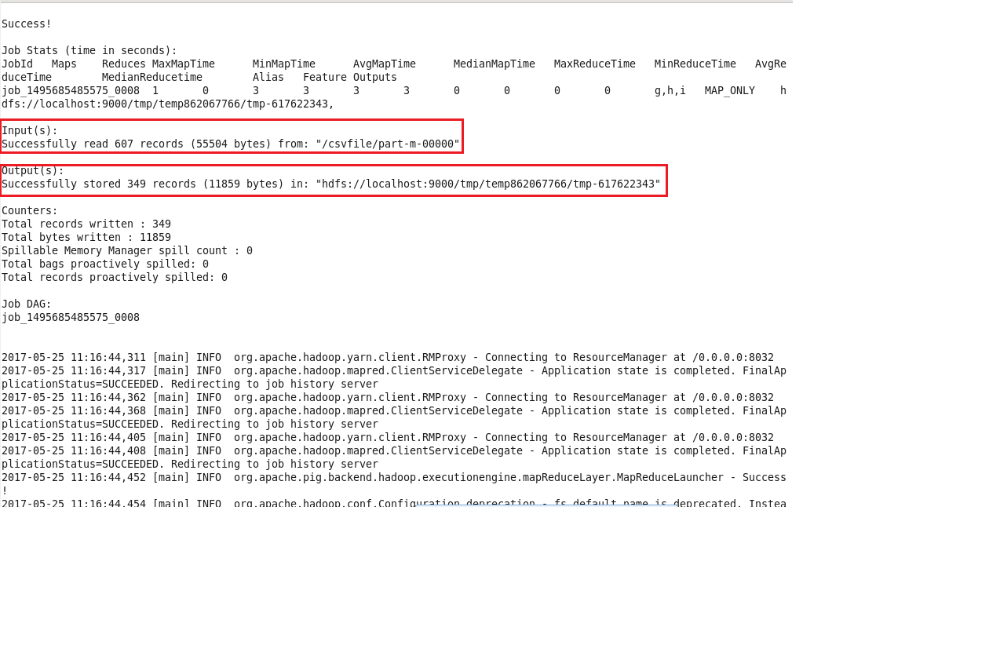 Success!
Job Stats (time in seconds):
JobId   Maps    Reduces MaxMapTime      MinMapTime      AvgMapTime      MedianMapTime   MaxReduceTime   MinReduceTime   AvgRe
duceTime        MedianReducetime        Alias   Feature Outputs
job_1495685485575_0008  1       0       3       3       3       3       0       0       0       0       g,h,i   MAP_ONLY    h
dfs://localhost:9000/tmp/temp862067766/tmp-617622343,
Input(s):
Successfully read 607 records (55504 bytes) from: "/csvfile/part-m-00000"
Output(s):
Successfully stored 349 records (11859 bytes) in: "hdfs://localhost:9000/tmp/temp862067766/tmp-617622343"
Counters:
Total records written : 349
Total bytes written : 11859
Spillable Memory Manager spill count : 0
Total bags proactively spilled: 0
Total records proactively spilled: 0
Job DAG:
job_1495685485575_0008
2017-05-25 11:16:44,311 [main] INFO  org.apache.hadoop.yarn.client.RMProxy - Connecting to ResourceManager at /0.0.0.0:8032
2017-05-25 11:16:44,317 [main] INFO  org.apache.hadoop.mapred.ClientServiceDelegate - Application state is completed. FinalAp
plicationStatus=SUCCEEDED. Redirecting to job history server
2017-05-25 11:16:44,362 [main] INFO  org.apache.hadoop.yarn.client.RMProxy - Connecting to ResourceManager at /0.0.0.0:8032
2017-05-25 11:16:44,368 [main] INFO  org.apache.hadoop.mapred.ClientServiceDelegate - Application state is completed. FinalAp
plicationStatus=SUCCEEDED. Redirecting to job history server
2017-05-25 11:16:44,405 [main] INFO  org.apache.hadoop.yarn.client.RMProxy - Connecting to ResourceManager at /0.0.0.0:8032
2017-05-25 11:16:44,408 [main] INFO  org.apache.hadoop.mapred.ClientServiceDelegate - Application state is completed. FinalAp
plicationStatus=SUCCEEDED. Redirecting to job history server
2017-05-25 11:16:44,452 [main] INFO  org.apache.pig.backend.hadoop.executionengine.mapReduceLayer.MapReduceLauncher - Success
!
2017-05-25 11:16:44,454 [main] INFO  org.apache.hadoop.conf.Configuration.deprecation - fs.default.name is deprecated. Instea